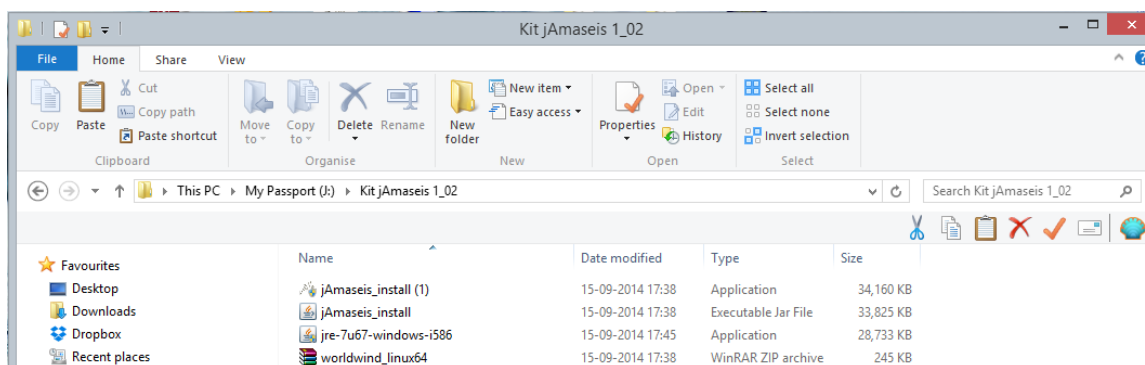 Kit jAmaseis 1_02
File Home Share View
Copy
Paste
Cut
Copy path
Paste shortcut
Clipboard
Move to
Copy to
Delete
Rename
Organise
New folder
New item
Easy access
New
Properties
Open
Edit
History
Open
Select all
Select none
Invert selection
Select
This PC My Passport (J:) Kit jAmaseis 1_02
Search Kit jAmaseis 1_02
Favourites
Desktop
Downloads
Dropbox
Recent places
Name Date modified Type Size
jAmaseis_install (1) 15-09-2014 17:38 Application 34,160 KB
jAmaseis_install 15-09-2014 17:38 Executable Jar File 33,825 KB
jre-7u67-windows-i586 15-09-2014 17:45 Application 28,733 KB
worldwind_linux64 15-09-2014 17:38 WinRAR ZIP archive 245 KB